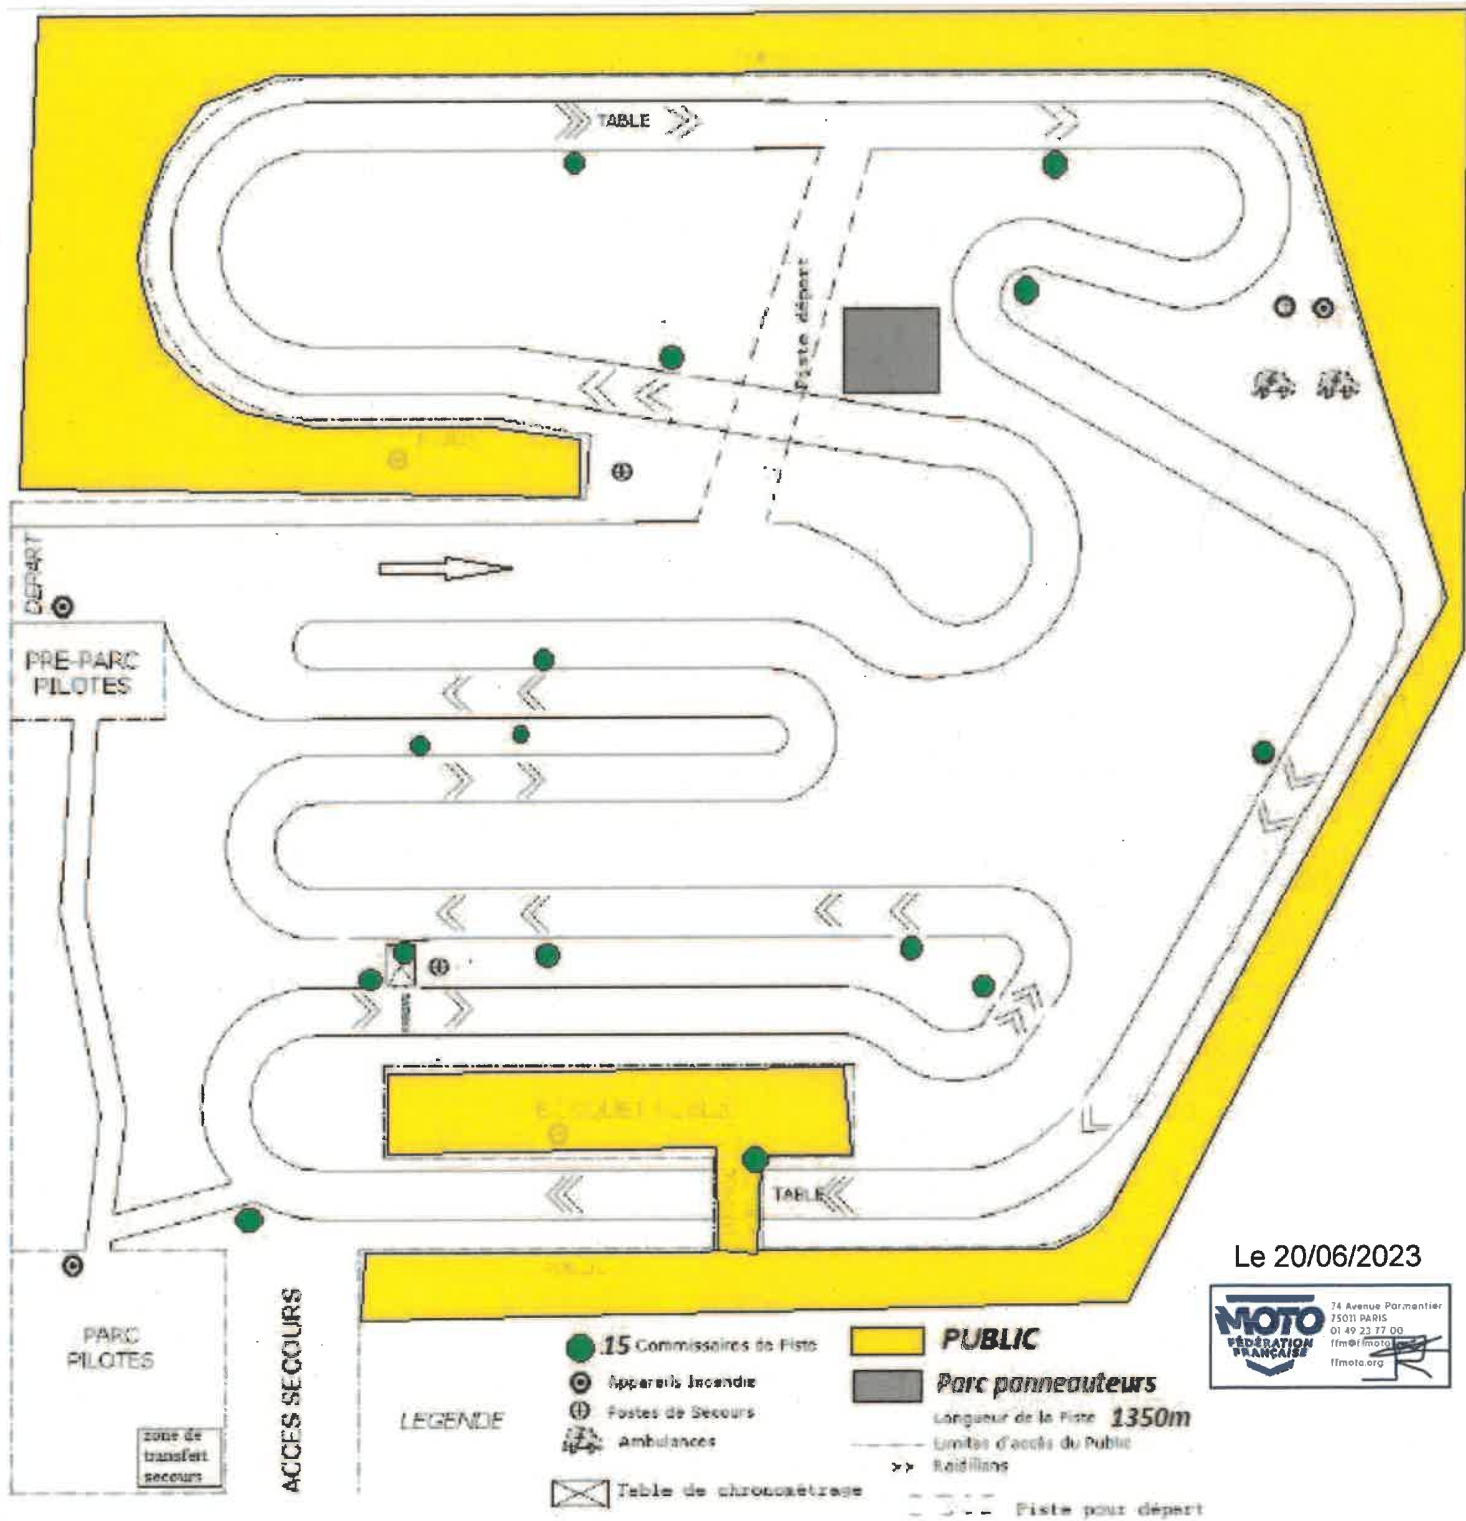 TABLE
Piste départ
DEPART
PRE-PARC
PILOTES
TABLE
Le 20/06/2023
MOTO
FÉDÉRATION
FRANÇAISE
74 Avenue Parmentier
75011 PARIS
01 49 23 77 00
ffmoto.org
PARC
PILOTES
ACCES SECOURS
zone de
transfert
secours
LEGENDE
15 Commissaires de Piste
Appareils Incendie
Postes de Secours
Ambulances
Table de chronométrage
PUBLIC
Parc panneauteurs
Longueur de la Piste 1350m
Limites d'accès du Public
Raidillons
Piste pour départ